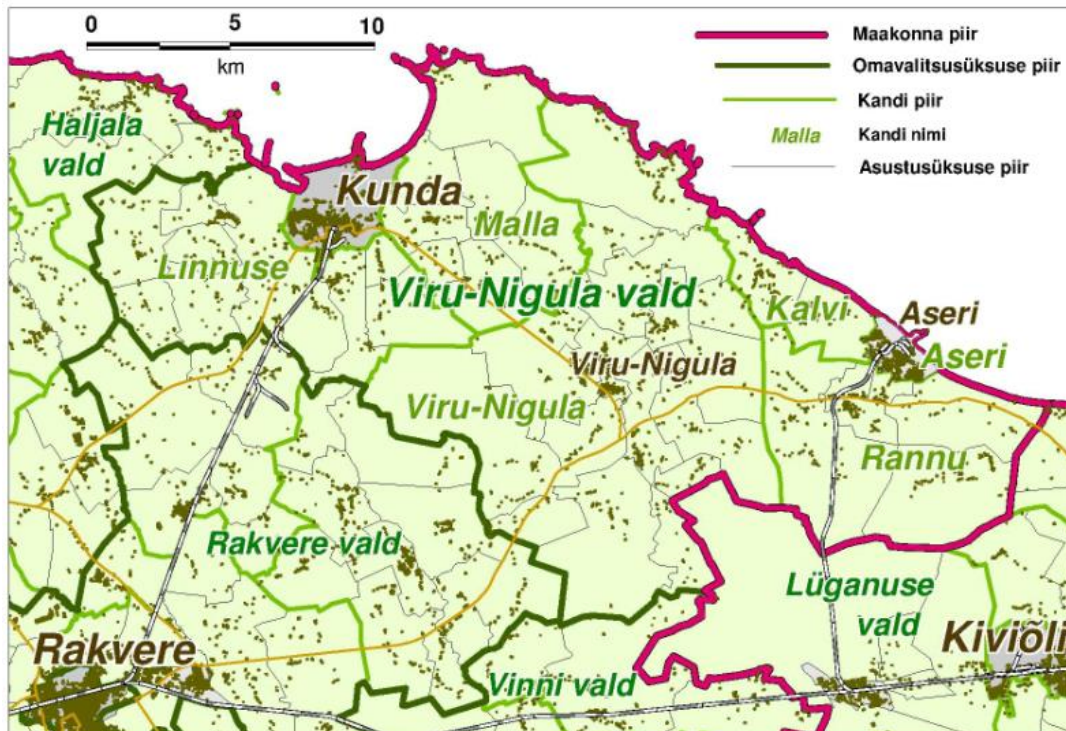 0 5 10
km
Maakonna piir
Omavalitsusüksuse piir
Kandi piir
Malla Kandi nimi
Asustusüksuse piir
Haljala
vald
Kunda
Malla
Linnuse
Viru-Nigula vald
Kalvi
Aseri
Aseri
Viru-Nigula
Viru-Nigula
Rannu
Rakvere vald
Lüganuse
vald
Rakvere
Kiviõli
Vinni vald